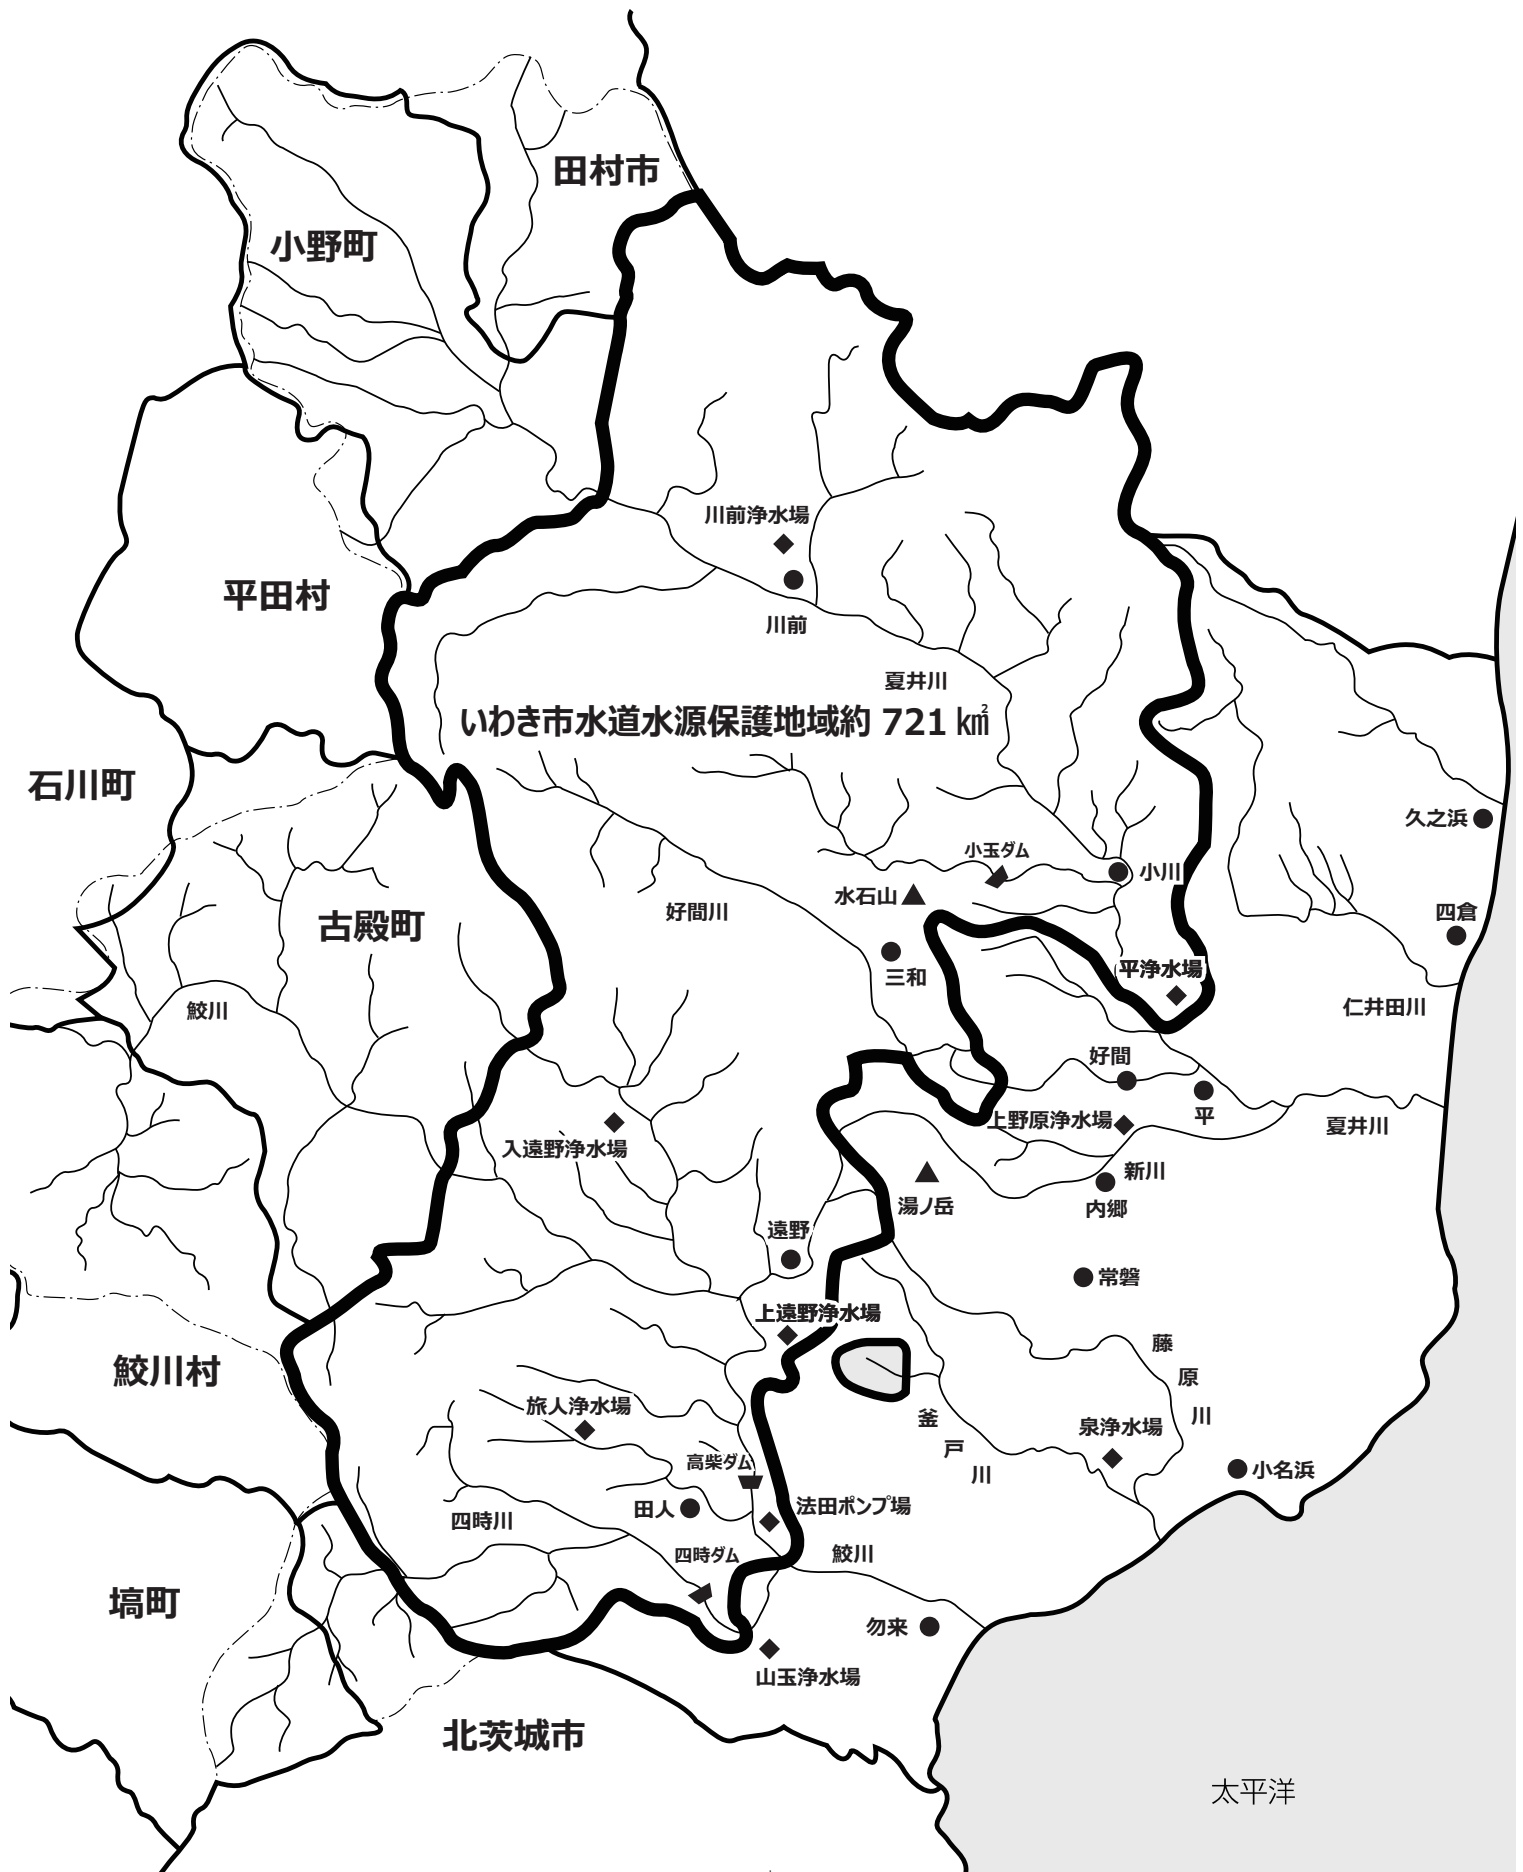 田村市
小野町
川前浄水場
平田村
川前
夏井川
いわき市水道水源保護地域約 721 ㎢
石川町
久之浜
小玉ダム
小川
水石山
好間川
四倉
古殿町
三和
平浄水場
仁井田川
鮫川
好間
平
上野原浄水場
夏井川
入遠野浄水場
新川
湯ノ岳
内郷
遠野
常磐
上遠野浄水場
藤
原
川
鮫川村
旅人浄水場
釜
戸
川
泉浄水場
高柴ダム
小名浜
田人
法田ポンプ場
四時川
四時ダム
鮫川
塙町
勿来
山玉浄水場
北茨城市
太平洋